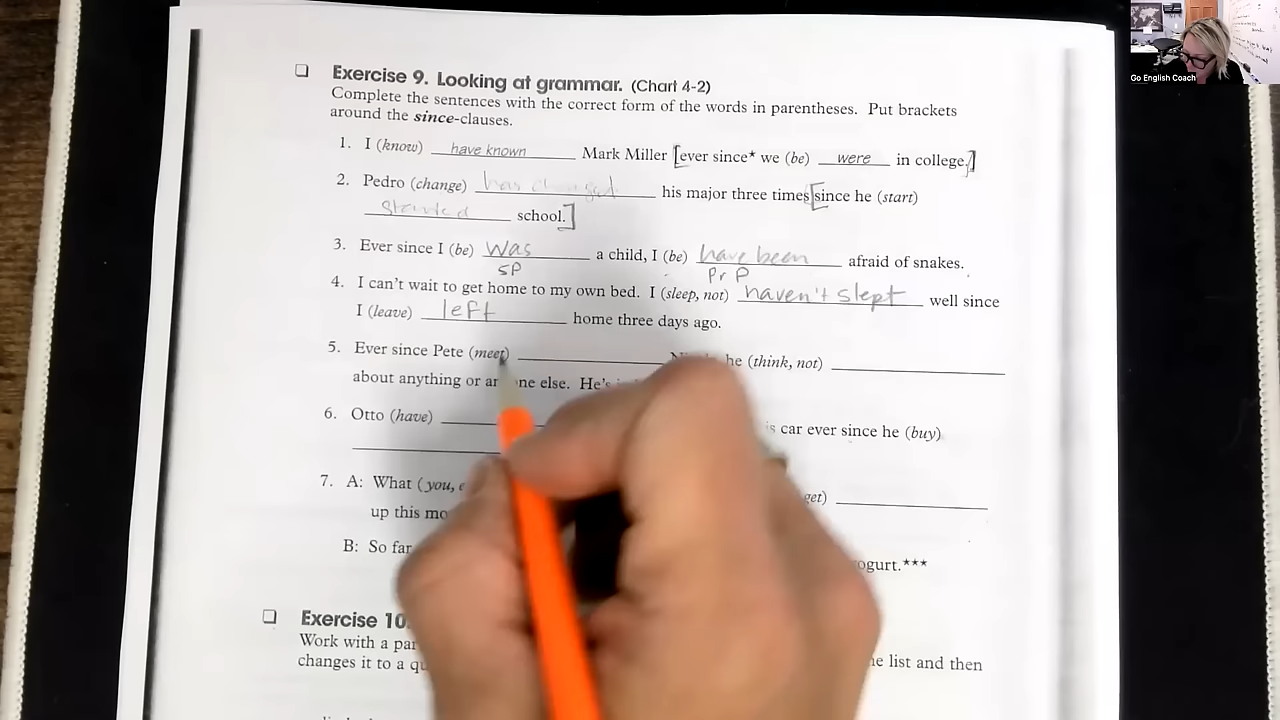 Go English Coach
Exercise 9. Looking at grammar. (Chart 4-2)
Complete the sentences with the correct form of the words in parentheses. Put brackets
around the since-clauses.
1. I (know) have known Mark Miller [ever since* we (be) were in college.]
2. Pedro (change) has changed his major three times [since he (start)
started school.]
3. Ever since I (be) was a child, I (be) have been afraid of snakes.
SP PrP
4. I can't wait to get home to my own bed. I (sleep, not) haven't slept well since
I (leave) left home three days ago.
5. Ever since Pete (meet) he (think, not)
about anything or else. He's
6. Otto (have) car ever since he (buy)
7. A: What (you, get)
up this
B: So far ***
Exercise 10
Work with a list and then
changes it to a